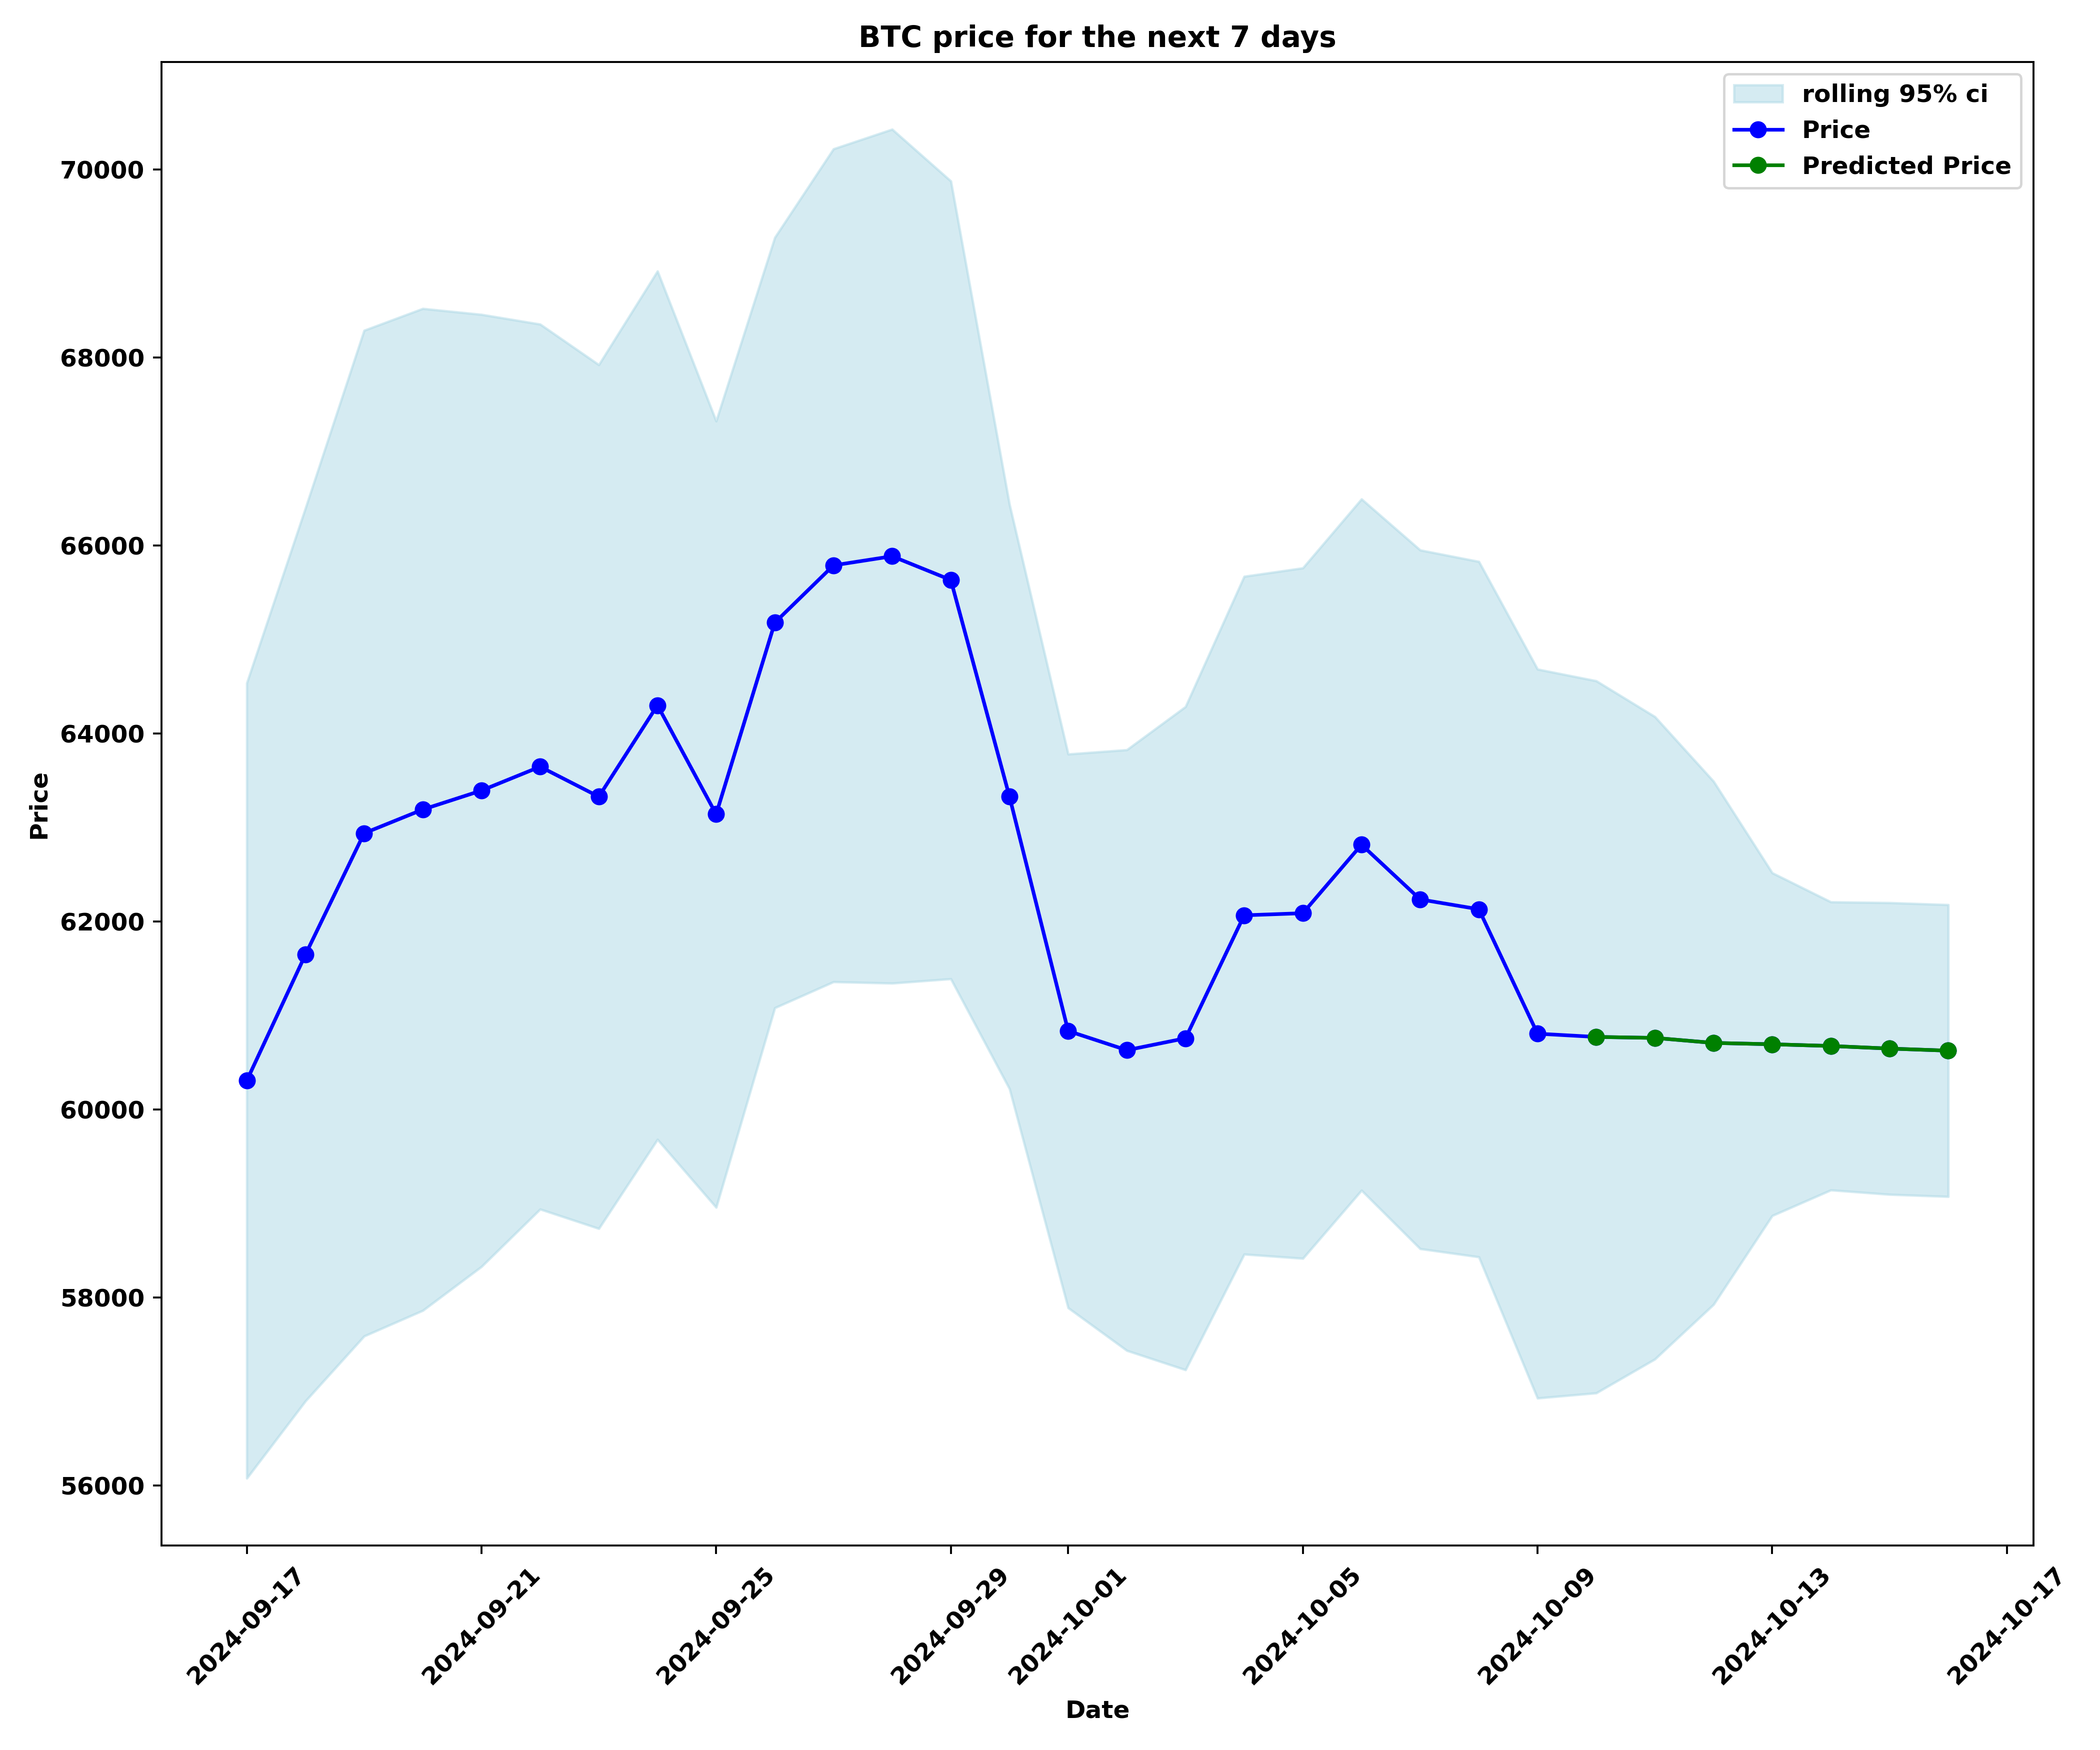 BTC price for the next 7 days
rolling 95% ci
Price
Predicted Price
70000
68000
66000
64000
62000
60000
58000
56000
Price
2024-09-17
2024-09-21
2024-09-25
2024-09-29
2024-10-01
2024-10-05
2024-10-09
2024-10-13
2024-10-17
Date